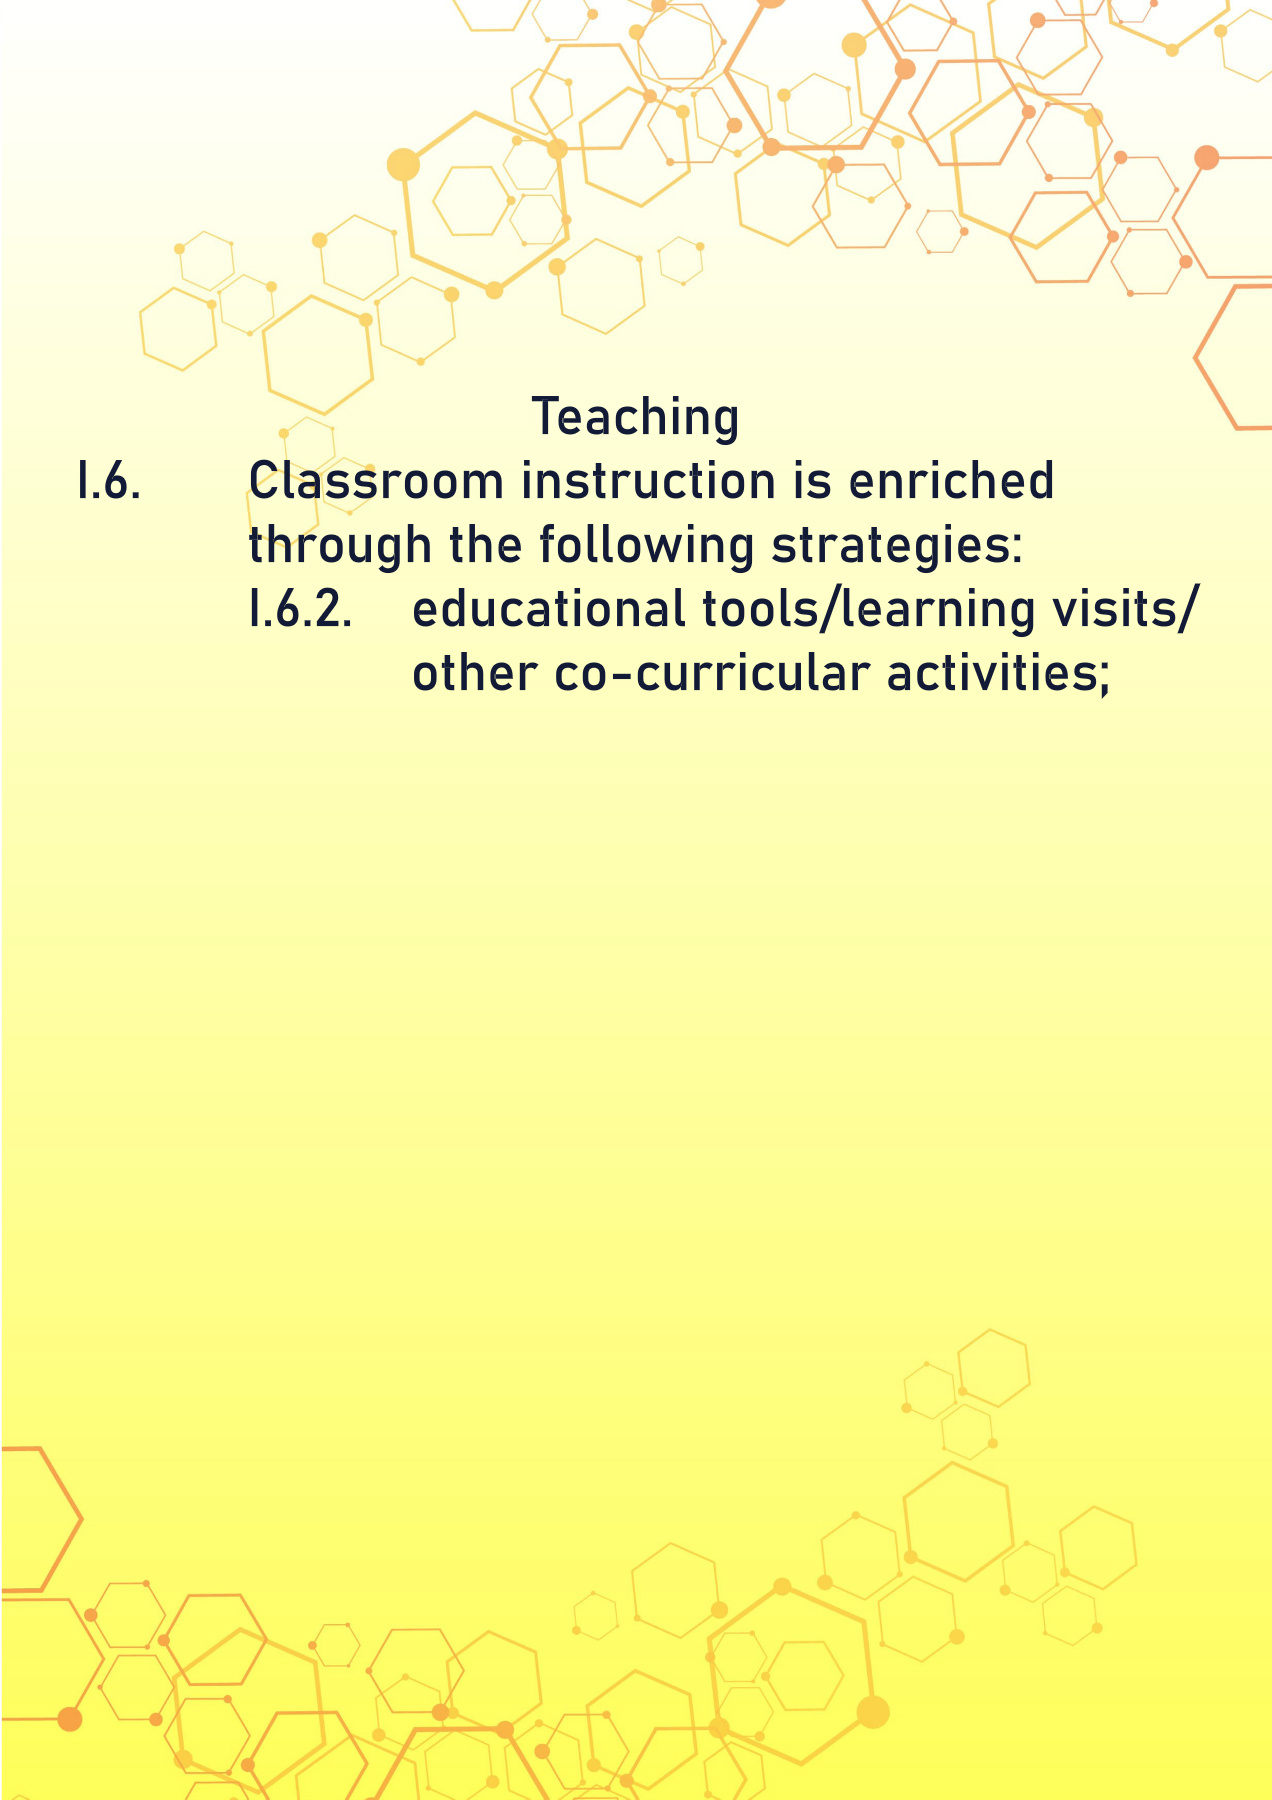 Teaching
I.6. Classroom instruction is enriched
through the following strategies:
I.6.2. educational tools/learning visits/
other co-curricular activities;